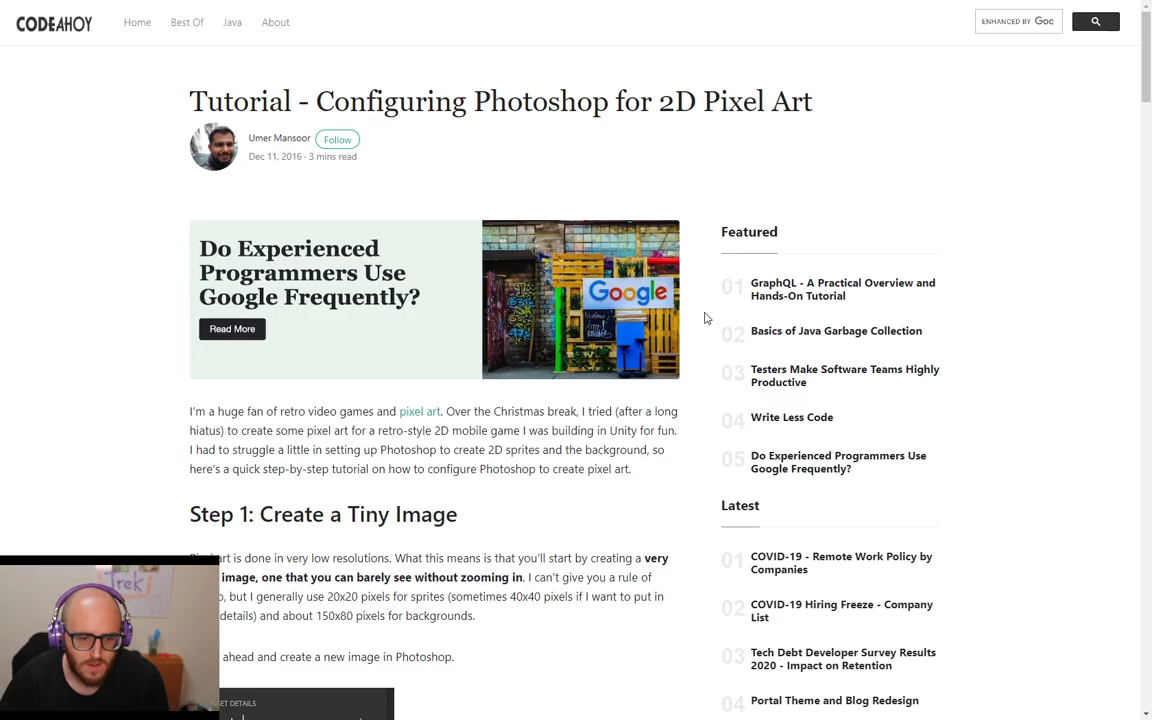 CODEAHOY Home Best Of Java About
ENHANCED BY Goo
Tutorial - Configuring Photoshop for 2D Pixel Art
Umer Mansoor Follow
Dec 11, 2016 · 3 mins read
Do Experienced
Programmers Use
Google Frequently?
Read More
Google
I'm a huge fan of retro video games and pixel art. Over the Christmas break, I tried (after a long
hiatus) to create some pixel art for a retro-style 2D mobile game I was building in Unity for fun.
I had to struggle a little in setting up Photoshop to create 2D sprites and the background, so
here's a quick step-by-step tutorial on how to configure Photoshop to create pixel art.
Step 1: Create a Tiny Image
art is done in very low resolutions. What this means is that you'll start by creating a very
image, one that you can barely see without zooming in. I can't give you a rule of
, but I generally use 20x20 pixels for sprites (sometimes 40x40 pixels if I want to put in
details) and about 150x80 pixels for backgrounds.
ahead and create a new image in Photoshop.
DETAILS
Featured
01 GraphQL - A Practical Overview and
Hands-On Tutorial
02 Basics of Java Garbage Collection
03 Testers Make Software Teams Highly
Productive
04 Write Less Code
05 Do Experienced Programmers Use
Google Frequently?
Latest
01 COVID-19 - Remote Work Policy by
Companies
02 COVID-19 Hiring Freeze - Company
List
03 Tech Debt Developer Survey Results
2020 - Impact on Retention
04 Portal Theme and Blog Redesign
Trek